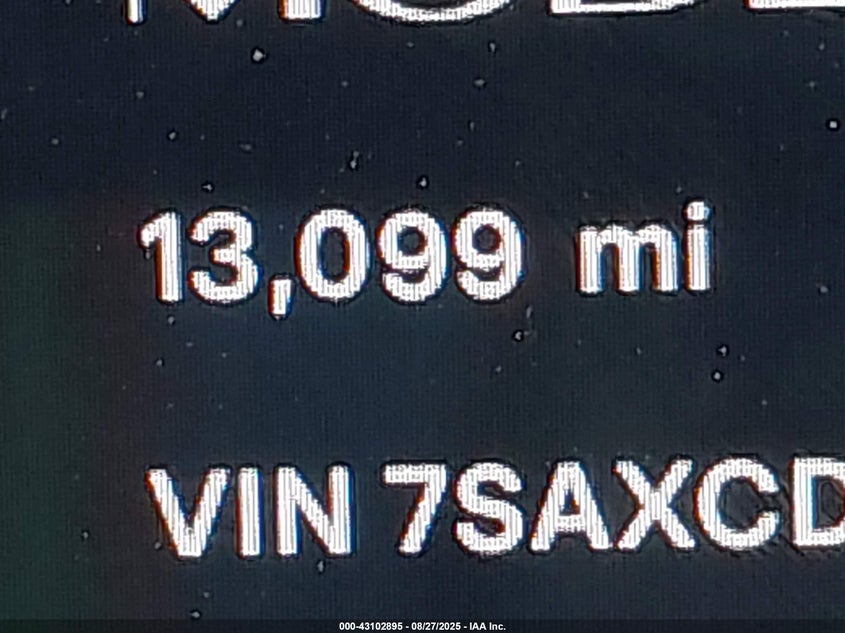 13,099 mi
VIN 7SAXCD
000-43102895 - 08/27/2025 - IAA Inc.